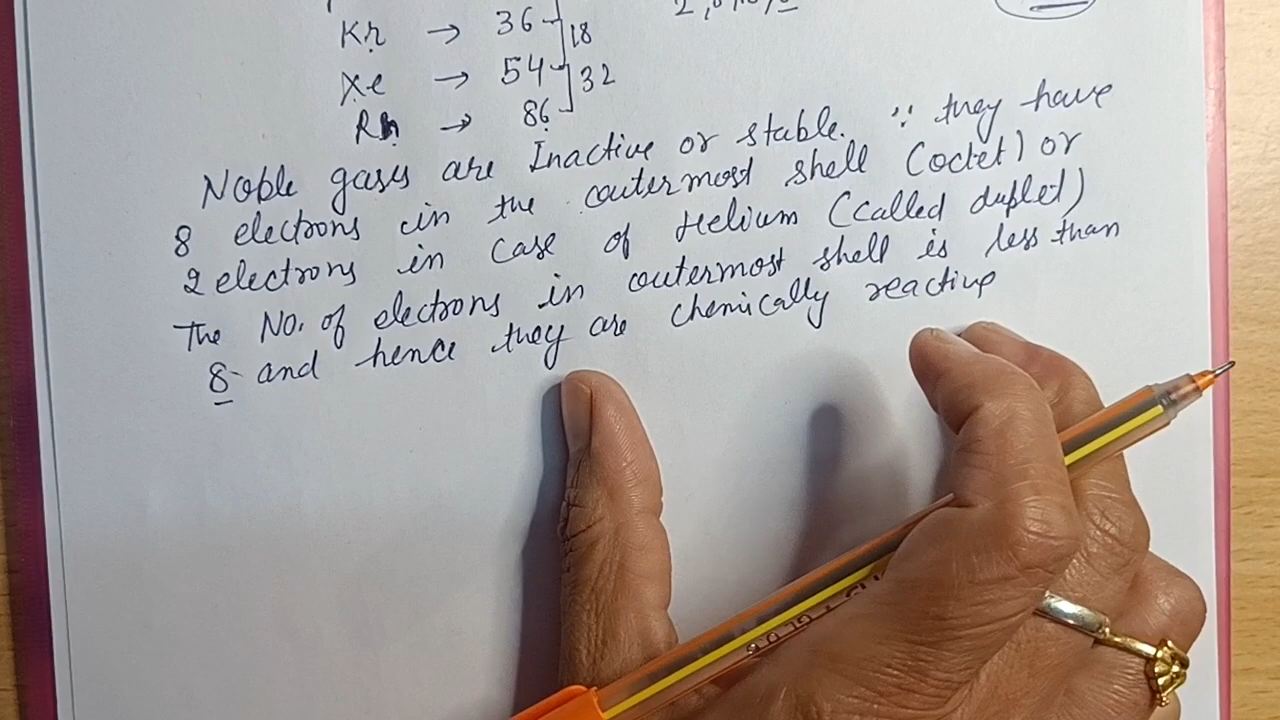 Kr → 36
18
Xe → 54
32
Rn → 86
Noble gases are Inactive or stable. ∵ they have
8 electrons in the outermost shell (octet) or
2 electrons in case of Helium (called duplet)
The No. of electrons in outermost shell is less than
8 and hence they are chemically reactive